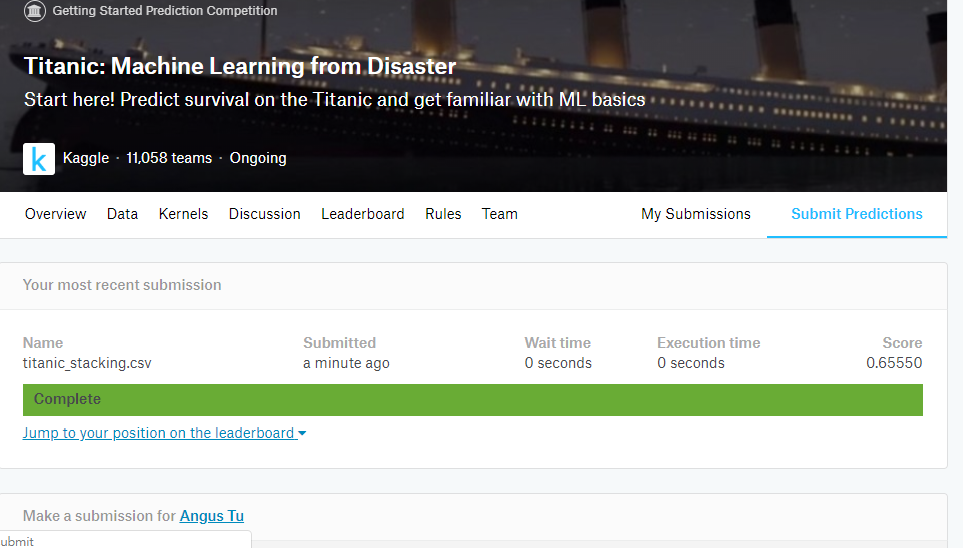 Getting Started Prediction Competition
Titanic: Machine Learning from Disaster
Start here! Predict survival on the Titanic and get familiar with ML basics
k Kaggle · 11,058 teams · Ongoing
Overview Data Kernels Discussion Leaderboard Rules Team My Submissions Submit Predictions
Your most recent submission
Name Submitted Wait time Execution time Score
titanic_stacking.csv a minute ago 0 seconds 0 seconds 0.65550
Complete
Jump to your position on the leaderboard
Make a submission for Angus Tu
ubmit